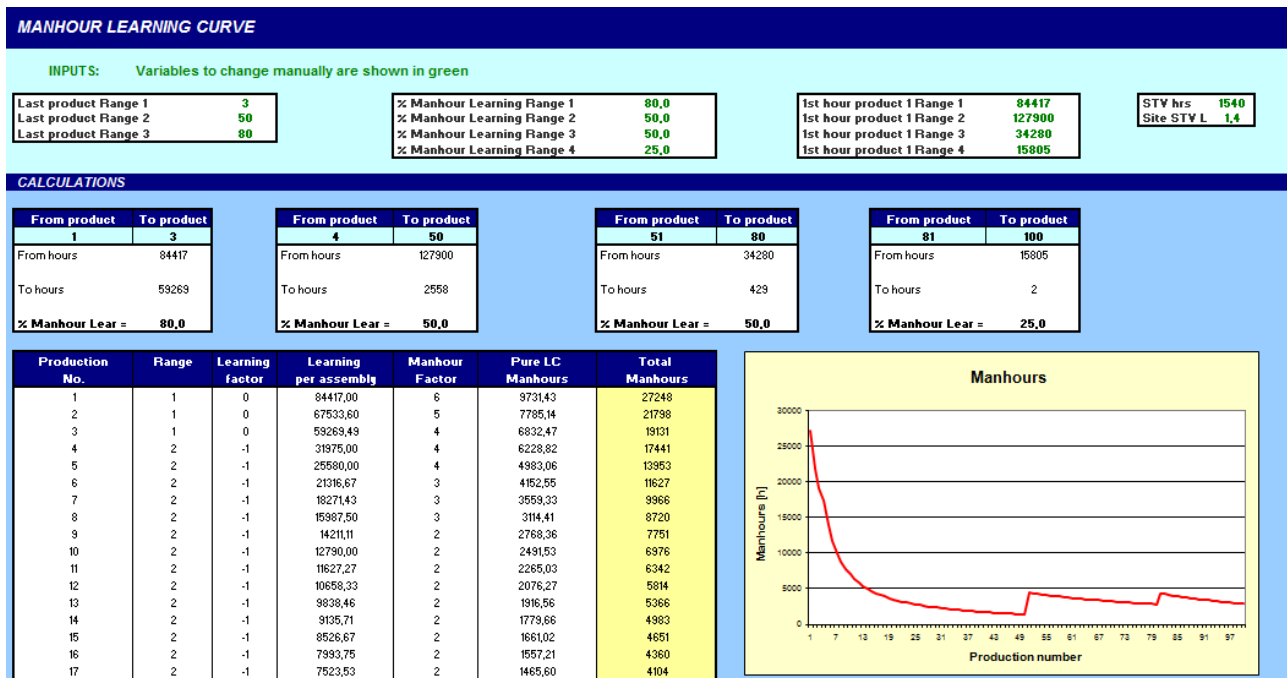 MANHOUR LEARNING CURVE
INPUTS: Variables to change manually are shown in green
Last product Range 1 3 % Manhour Learning Range 1 80,0 1st hour product 1 Range 1 84417 STV hrs 1540
Last product Range 2 50 % Manhour Learning Range 2 50,0 1st hour product 1 Range 2 127900 Site STV L 1,4
Last product Range 3 80 % Manhour Learning Range 3 50,0 1st hour product 1 Range 3 34280
% Manhour Learning Range 4 25,0 1st hour product 1 Range 4 15805
CALCULATIONS
From product To product From product To product From product To product From product To product
1 3 4 50 51 80 81 100
From hours 84417 From hours 127900 From hours 34280 From hours 15805
To hours 59269 To hours 2558 To hours 429 To hours 2
% Manhour Lear = 80,0 % Manhour Lear = 50,0 % Manhour Lear = 50,0 % Manhour Lear = 25,0
Production Range Learning Learning Manhour Pure LC Total
No. factor per assembly Factor Manhours Manhours
1 1 0 84417,00 6 9731,43 27248
2 1 0 67533,60 5 7785,14 21798
3 1 0 59269,49 4 6832,47 19131
4 2 -1 31975,00 4 6228,82 17441
5 2 -1 25580,00 4 4983,06 13953
6 2 -1 21316,67 3 4152,55 11627
7 2 -1 18271,43 3 3559,33 9966
8 2 -1 15987,50 3 3114,41 8720
9 2 -1 14211,11 2 2768,36 7751
10 2 -1 12790,00 2 2491,53 6976
11 2 -1 11627,27 2 2265,03 6342
12 2 -1 10658,33 2 2076,27 5814
13 2 -1 9838,46 2 1916,56 5366
14 2 -1 9135,71 2 1779,66 4983
15 2 -1 8526,67 2 1661,02 4651
16 2 -1 7993,75 2 1557,21 4360
17 2 -1 7523,53 2 1465,60 4104
Manhours
Manhours [h]
30000
25000
20000
15000
10000
5000
0
1 7 13 19 25 31 37 43 49 55 61 67 73 79 85 91 97
Production number